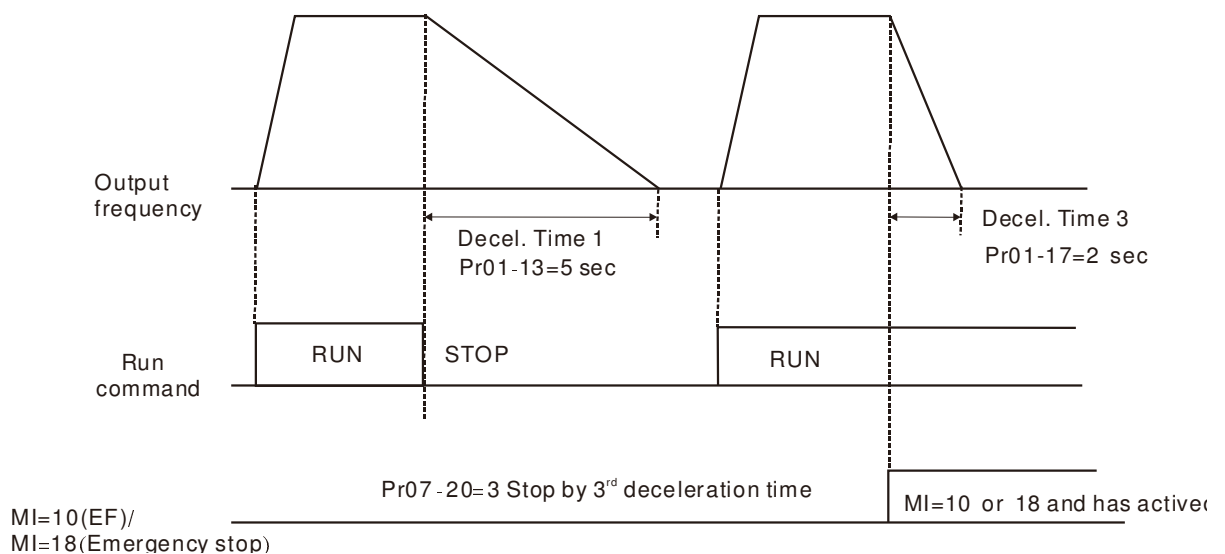 Output
frequency
Decel. Time 1
Pr01-13=5 sec
Decel. Time 3
Pr01-17=2 sec
Run
command
RUN
STOP
RUN
Pr07-20=3 Stop by 3rd deceleration time
MI=10 or 18 and has actived
MI=10(EF)/
MI=18(Emergency stop)